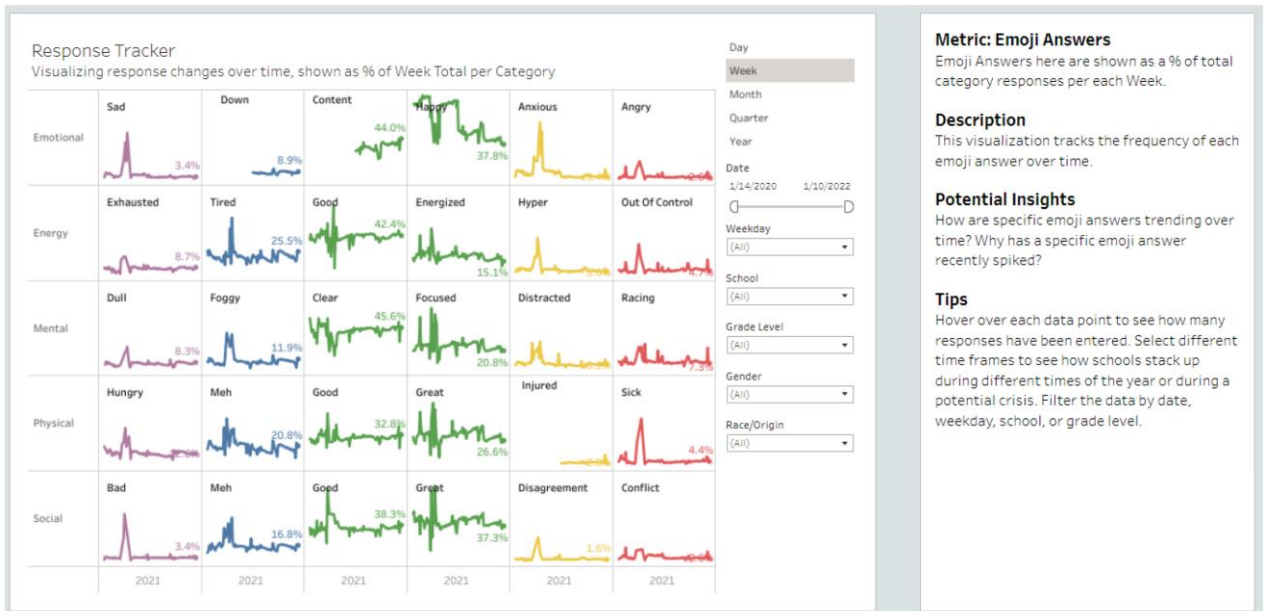 Response Tracker
Visualizing response changes over time, shown as % of Week Total per Category
Emotional
Sad
3.4%
Down
8.9%
Content
44.0%
Happy
37.8%
Anxious
Angry
Energy
Exhausted
8.7%
Tired
25.5%
Good
42.4%
Energized
15.1%
Hyper
Out Of Control
4.7%
Mental
Dull
8.3%
Foggy
11.9%
Clear
45.6%
Focused
20.8%
Distracted
Racing
7.3%
Physical
Hungry
Meh
20.8%
Good
32.8%
Great
26.6%
Injured
Sick
4.4%
Social
Bad
3.4%
Meh
16.8%
Good
38.3%
Great
37.3%
Disagreement
1.6%
Conflict
2021 2021 2021 2021 2021 2021
Day
Week
Month
Quarter
Year
Date
1/14/2020 1/10/2022
Weekday
(All)
School
(All)
Grade Level
(All)
Gender
(All)
Race/Origin
(All)
Metric: Emoji Answers
Emoji Answers here are shown as a % of total
category responses per each Week.
Description
This visualization tracks the frequency of each
emoji answer over time.
Potential Insights
How are specific emoji answers trending over
time? Why has a specific emoji answer
recently spiked?
Tips
Hover over each data point to see how many
responses have been entered. Select different
time frames to see how schools stack up
during different times of the year or during a
potential crisis. Filter the data by date,
weekday, school, or grade level.